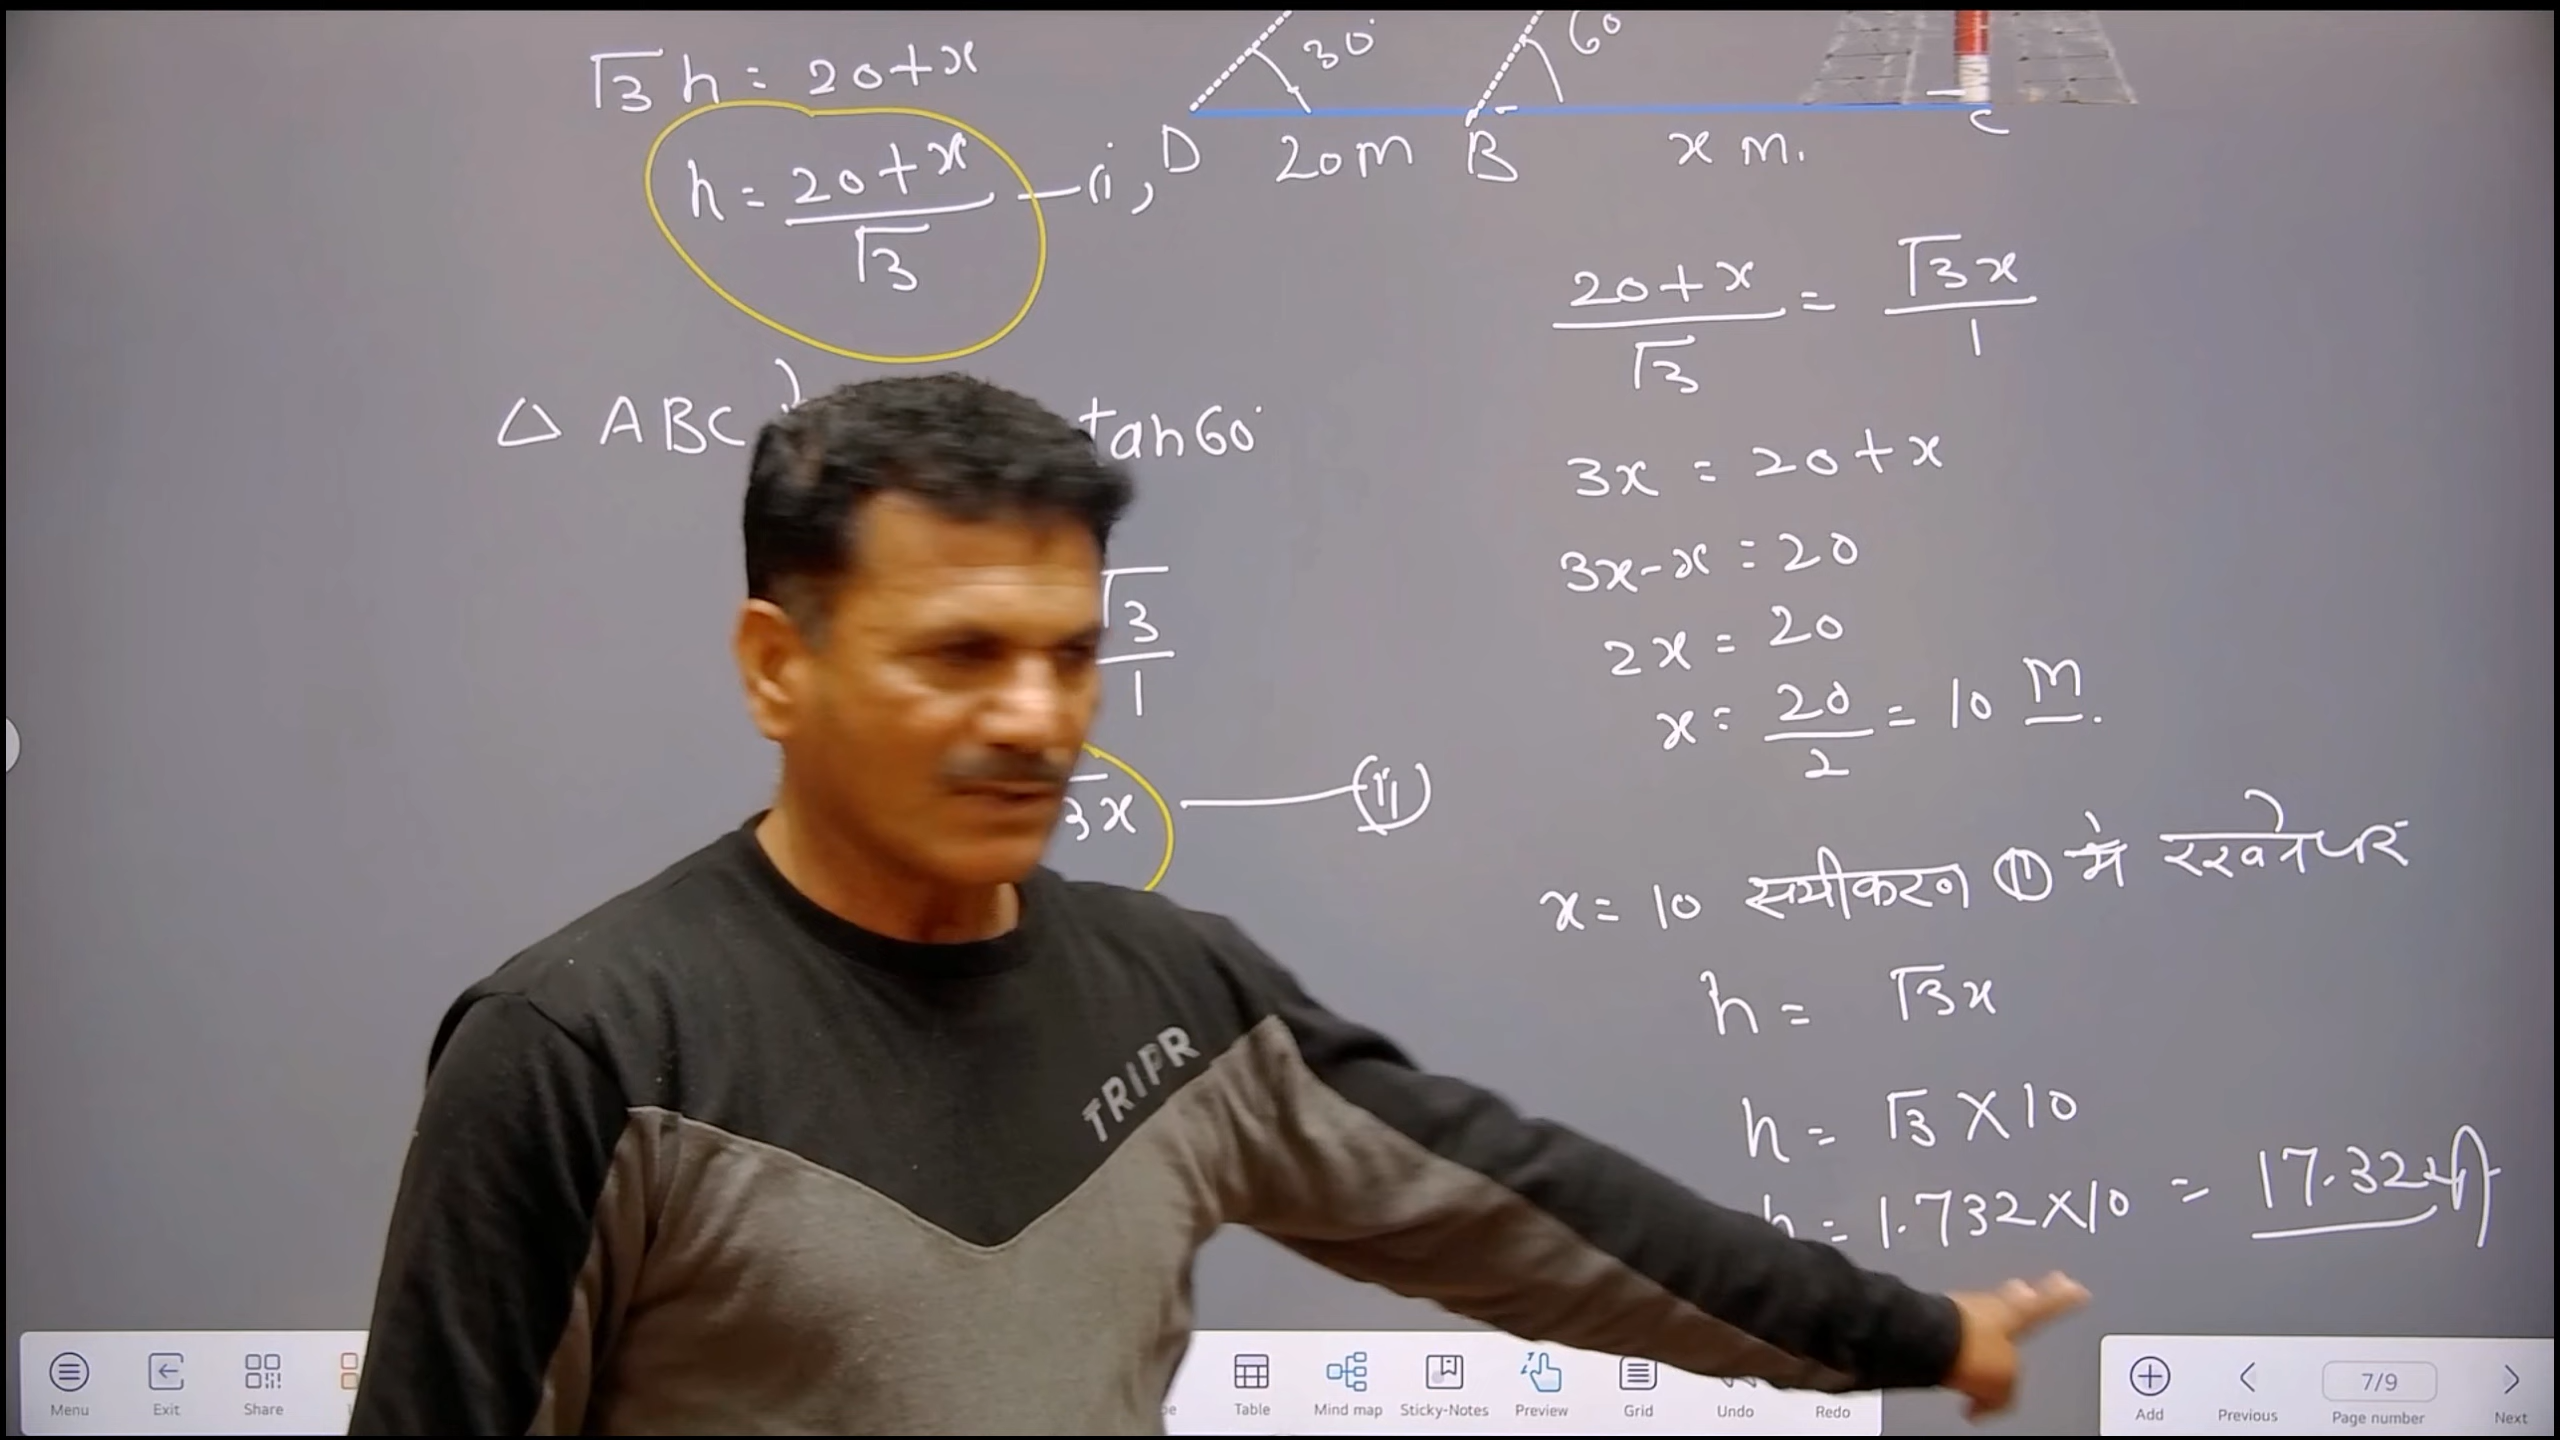 √3 h = 20+x
h = 20+x / √3 —(i)
30°
60
D 20m B x m. C
△ ABC
tan60°
√3 / 1
3x —— (ii)
20+x / √3 = √3x / 1
3x = 20+x
3x-x = 20
2x = 20
x = 20 / 2 = 10 m.
x = 10 समीकरण (ii) में रखने पर
h = √3x
h = √3 X 10
h = 1.732 X 10 = 17.32 मी
TRIPR
Menu Exit Share Table Mind map Sticky-Notes Preview Grid Undo Redo Add Previous 7/9 Page number Next